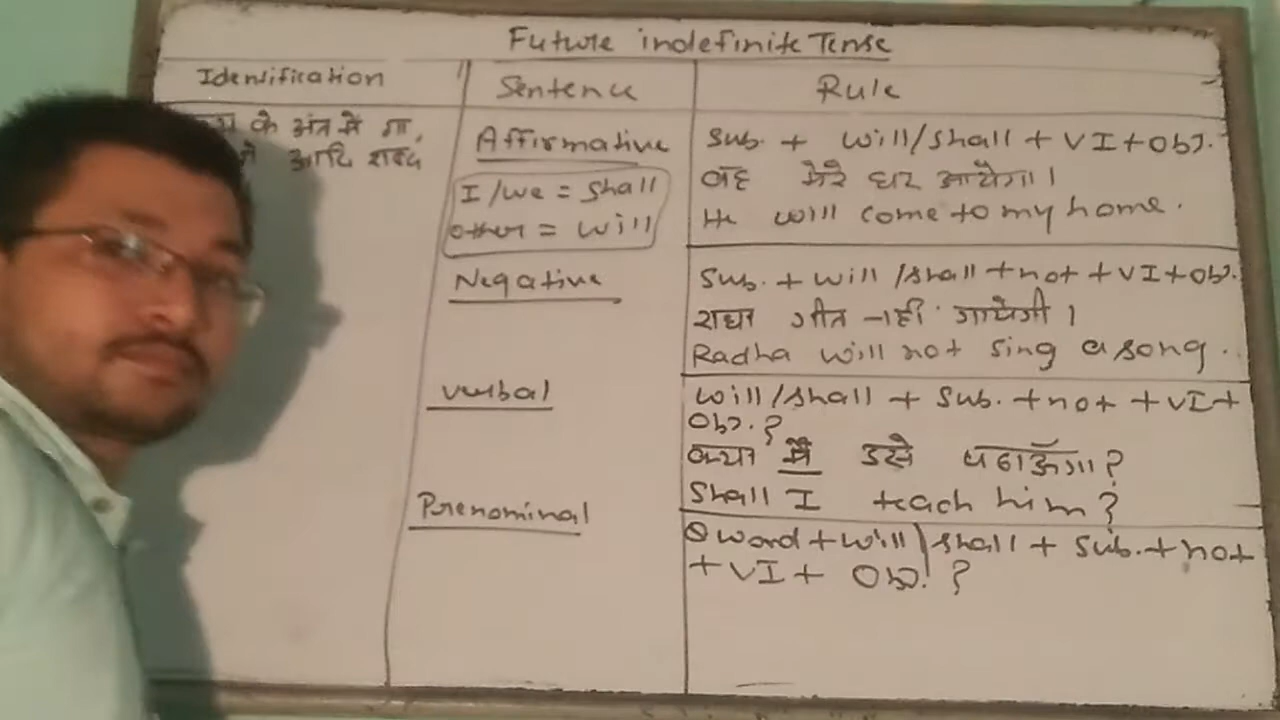 Future indefinite Tense
Identification
Sentence
Rule
के अंत में गा,
आदि शब्द
Affirmative
I/we = shall
other = will
Sub. + will/shall + VI + Obj.
वह मेरे घर आयेगा।
He will come to my home.
Negative
Sub. + will/shall + not + VI + Obj.
राधा गीत नहीं गायेगी।
Radha will not sing a song.
Verbal
Will/shall + Sub. + not + VI +
Obj. ?
क्या मैं उसे पढाऊँगा?
Shall I teach him?
Prenominal
Q word + will/shall + sub. + not
+ VI + Obj. ?